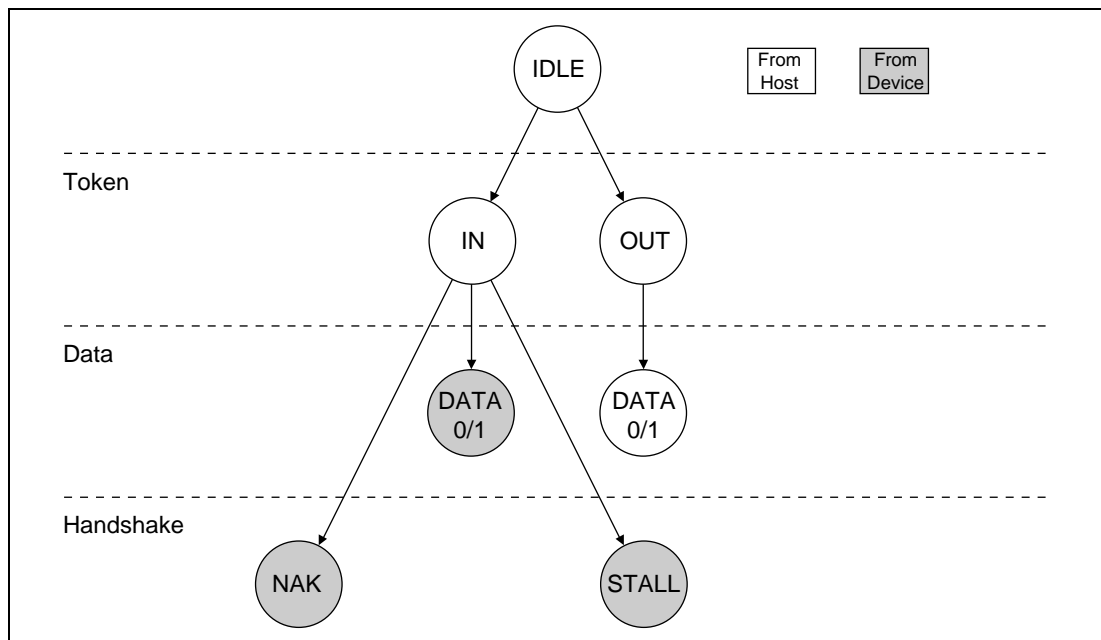 IDLE
From
Host
From
Device
Token
IN
OUT
Data
DATA
0/1
DATA
0/1
Handshake
NAK
STALL